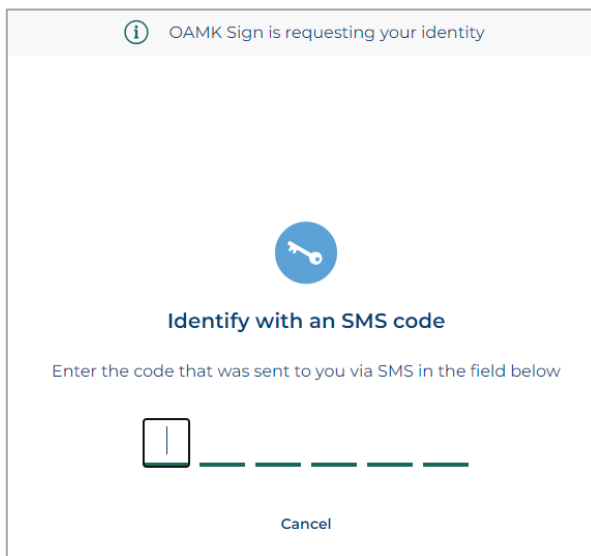 OAMK Sign is requesting your identity
Identify with an SMS code
Enter the code that was sent to you via SMS in the field below
Cancel